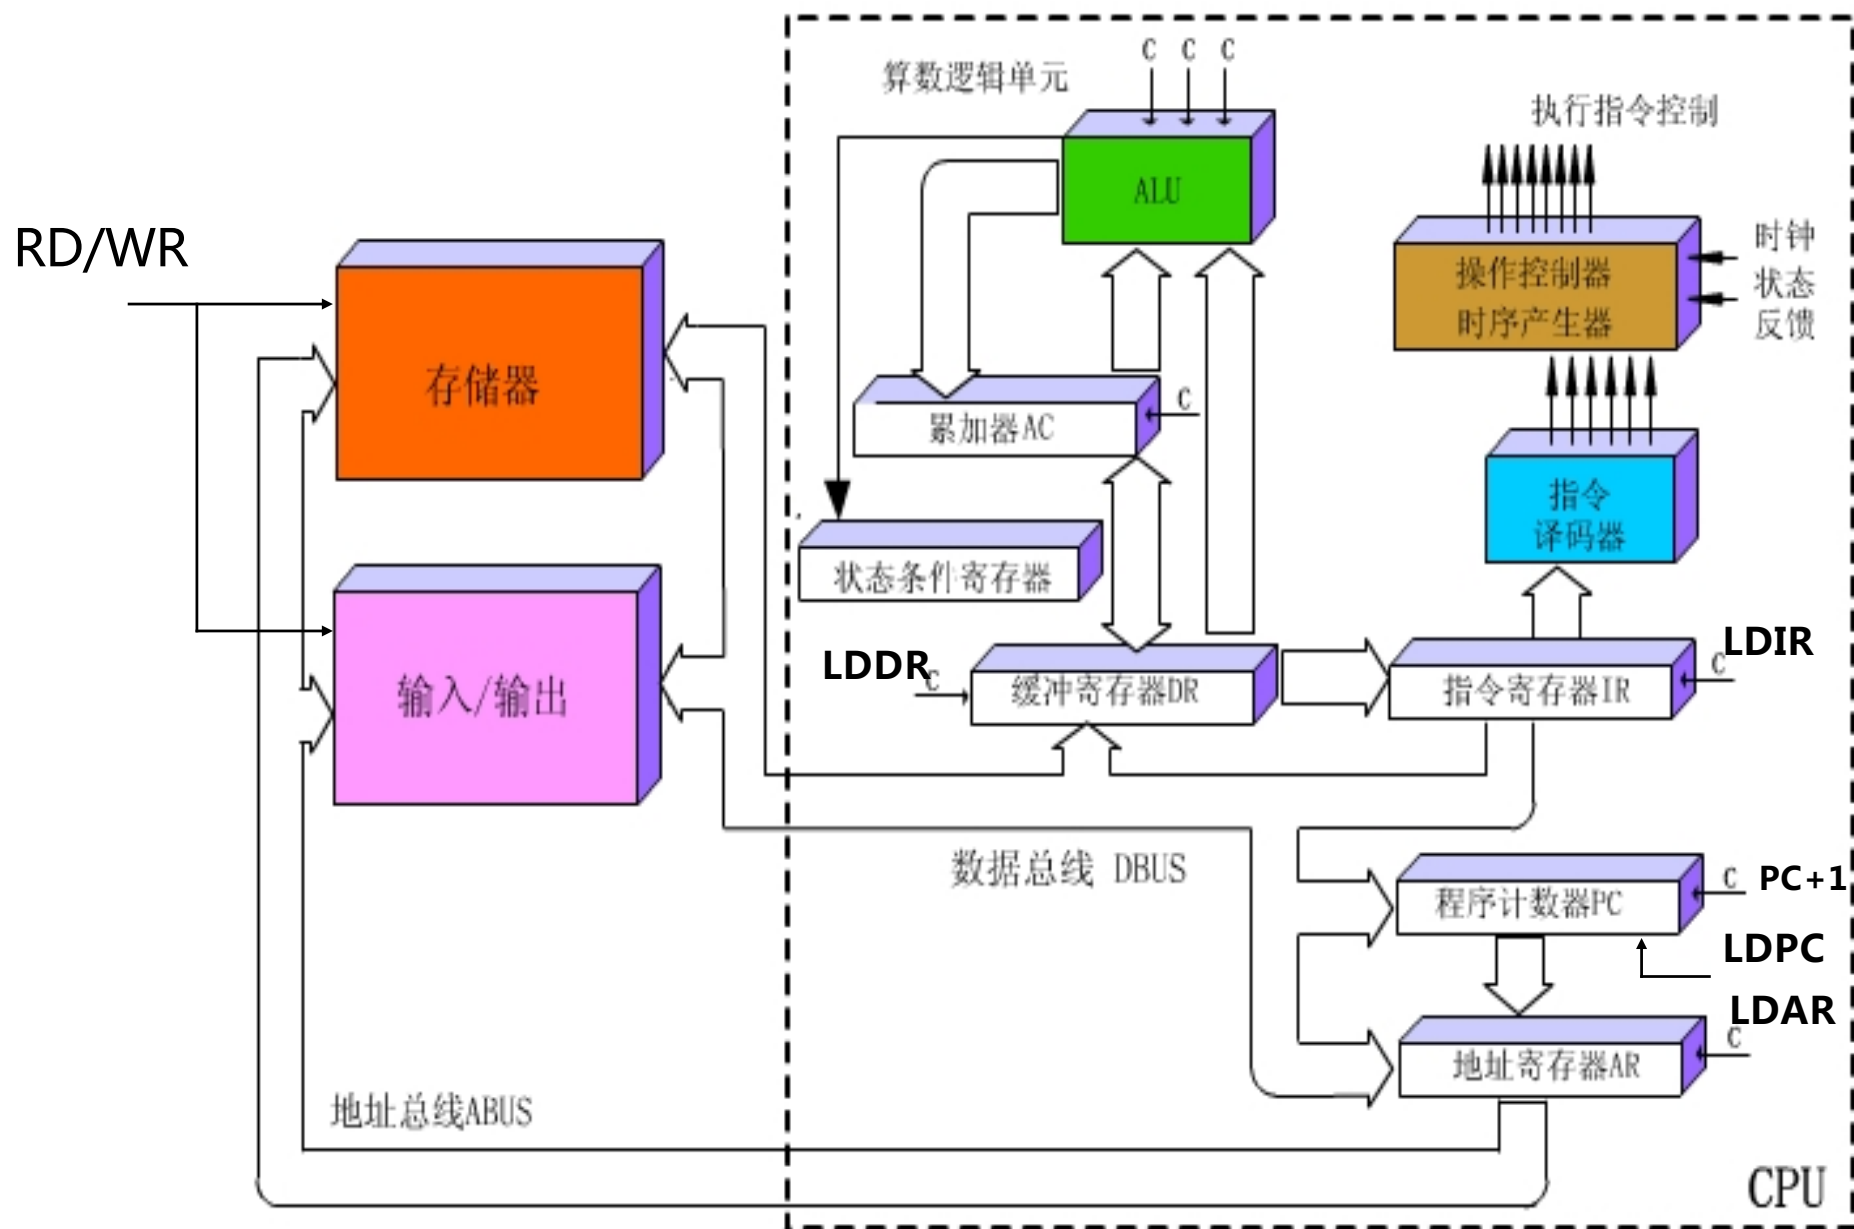 C C C
算数逻辑单元
执行指令控制
ALU
RD/WR
时钟
操作控制器
状态
时序产生器
反馈
存储器
C
累加器AC
指令
译码器
状态条件寄存器
LDDR
C
缓冲寄存器DR
LDIR
C
指令寄存器IR
输入/输出
数据总线 DBUS
C
PC+1
程序计数器PC
LDPC
LDAR
C
地址寄存器AR
地址总线ABUS
CPU